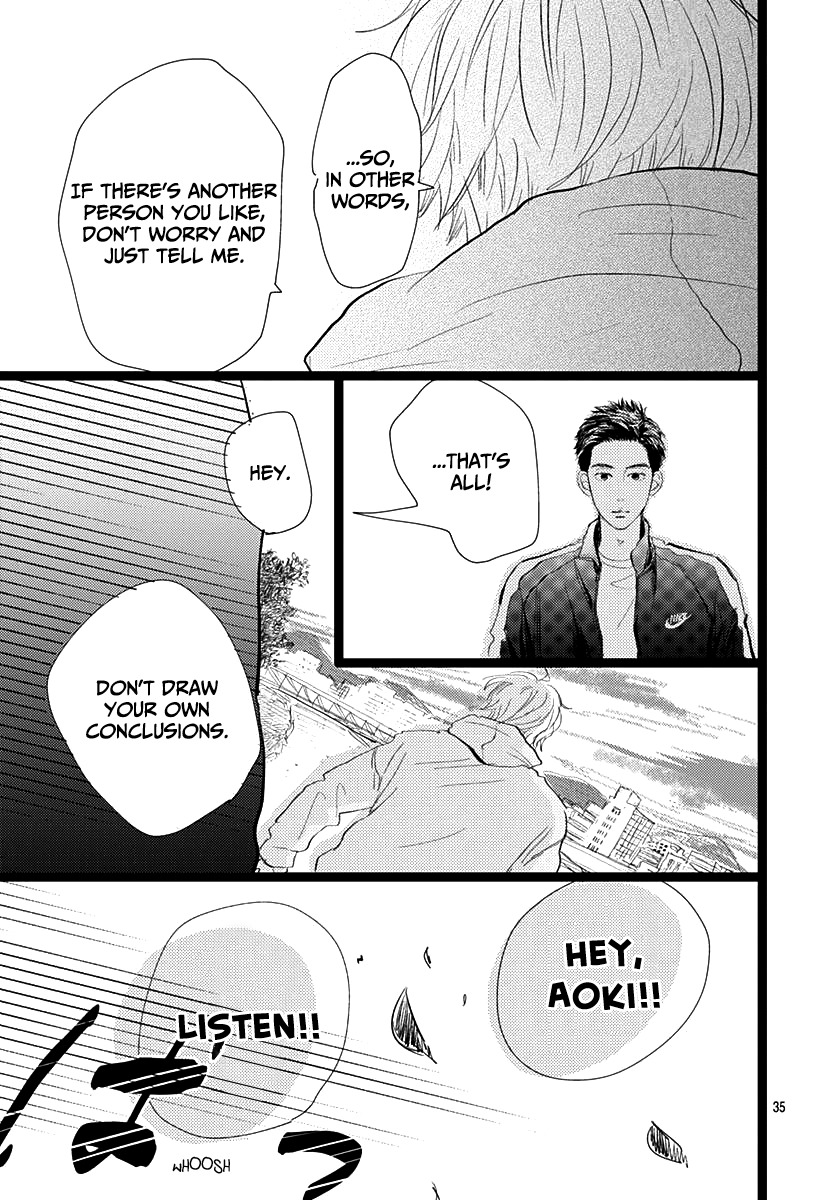 ...SO,
IN OTHER
WORDS,
IF THERE'S ANOTHER
PERSON YOU LIKE,
DON'T WORRY AND
JUST TELL ME.
...THAT'S
ALL!
HEY.
DON'T DRAW
YOUR OWN
CONCLUSIONS.
HEY,
AOKI!!
LISTEN!!
WHOOSH
35